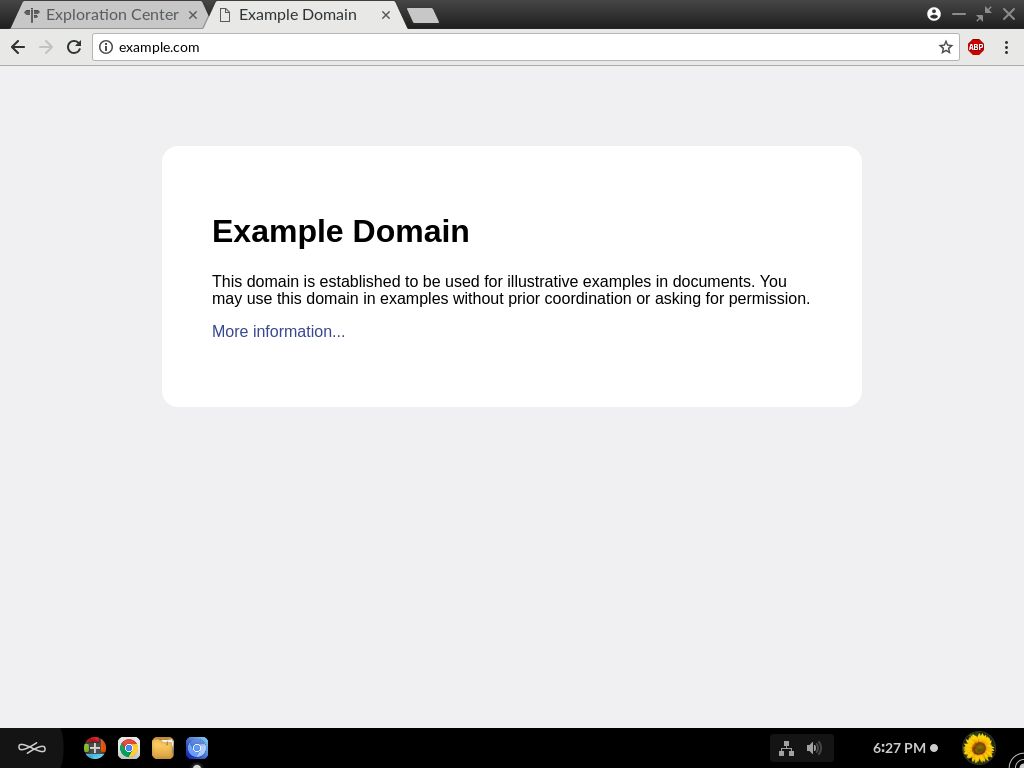 Exploration Center
Example Domain
example.com
ABP
Example Domain
This domain is established to be used for illustrative examples in documents. You
may use this domain in examples without prior coordination or asking for permission.
More information...
6:27 PM